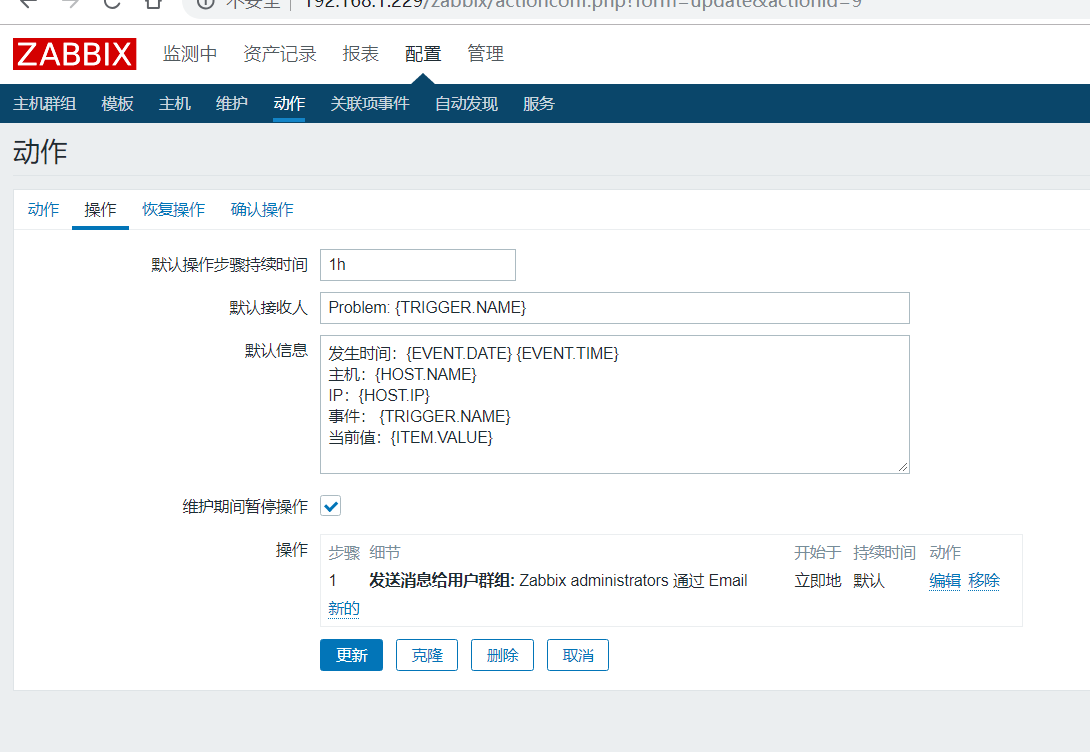 不安全 | 192.168.1.229/zabbix/actionconf.php?form=update&actionid=9
ZABBIX 监测中 资产记录 报表 配置 管理
主机群组 模板 主机 维护 动作 关联项事件 自动发现 服务
动作
动作 操作 恢复操作 确认操作
默认操作步骤持续时间 1h
默认接收人 Problem: {TRIGGER.NAME}
默认信息 发生时间：{EVENT.DATE} {EVENT.TIME}
主机：{HOST.NAME}
IP：{HOST.IP}
事件： {TRIGGER.NAME}
当前值：{ITEM.VALUE}
维护期间暂停操作
操作 步骤 细节 开始于 持续时间 动作
1 发送消息给用户群组: Zabbix administrators 通过 Email 立即地 默认 编辑 移除
新的
更新 克隆 删除 取消